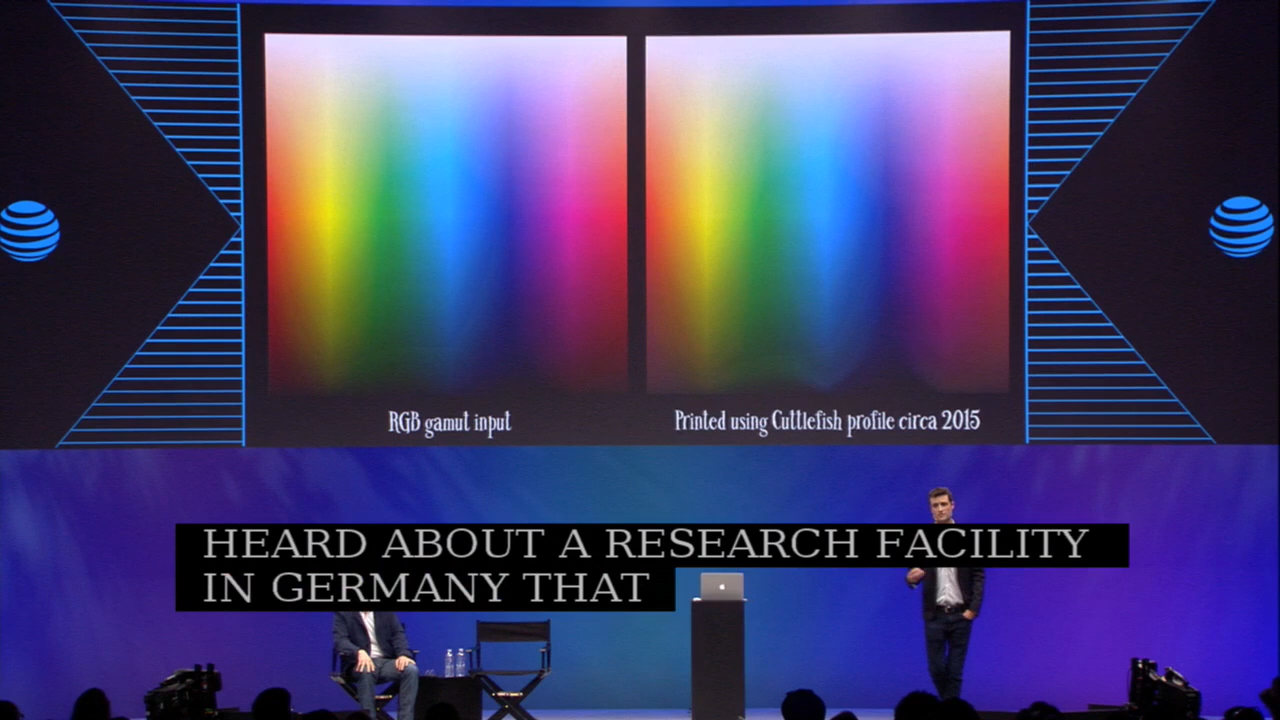 RGB gamut input
Printed using Cuttlefish profile circa 2015
HEARD ABOUT A RESEARCH FACILITY
IN GERMANY THAT